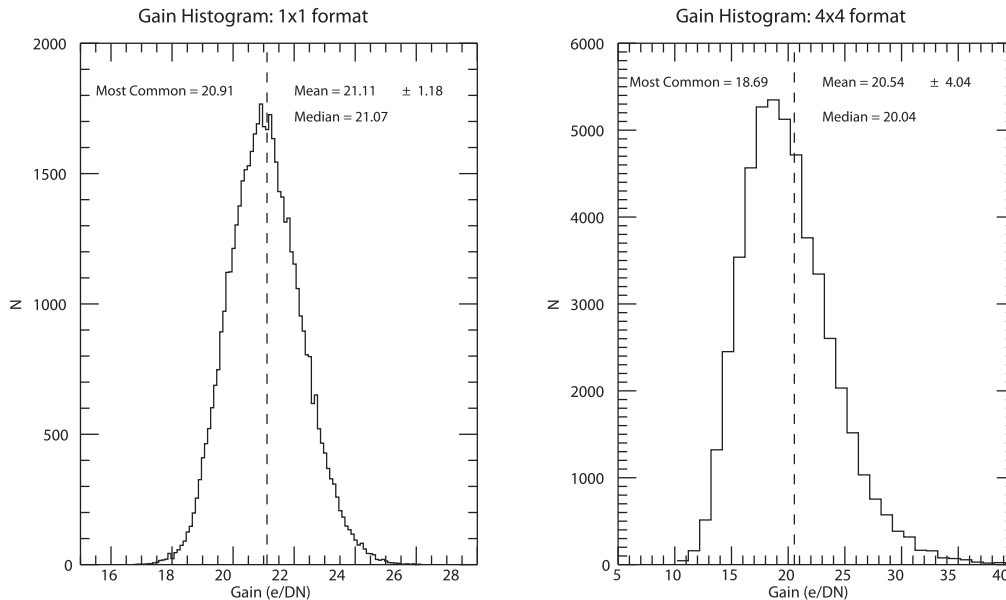 Gain Histogram: 1x1 format
Most Common = 20.91
Mean = 21.11 ± 1.18
Median = 21.07
N
2000
1500
1000
500
0
16 18 20 22 24 26 28
Gain (e/DN)
Gain Histogram: 4x4 format
Most Common = 18.69
Mean = 20.54 ± 4.04
Median = 20.04
N
6000
5000
4000
3000
2000
1000
0
5 10 15 20 25 30 35 40
Gain (e/DN)